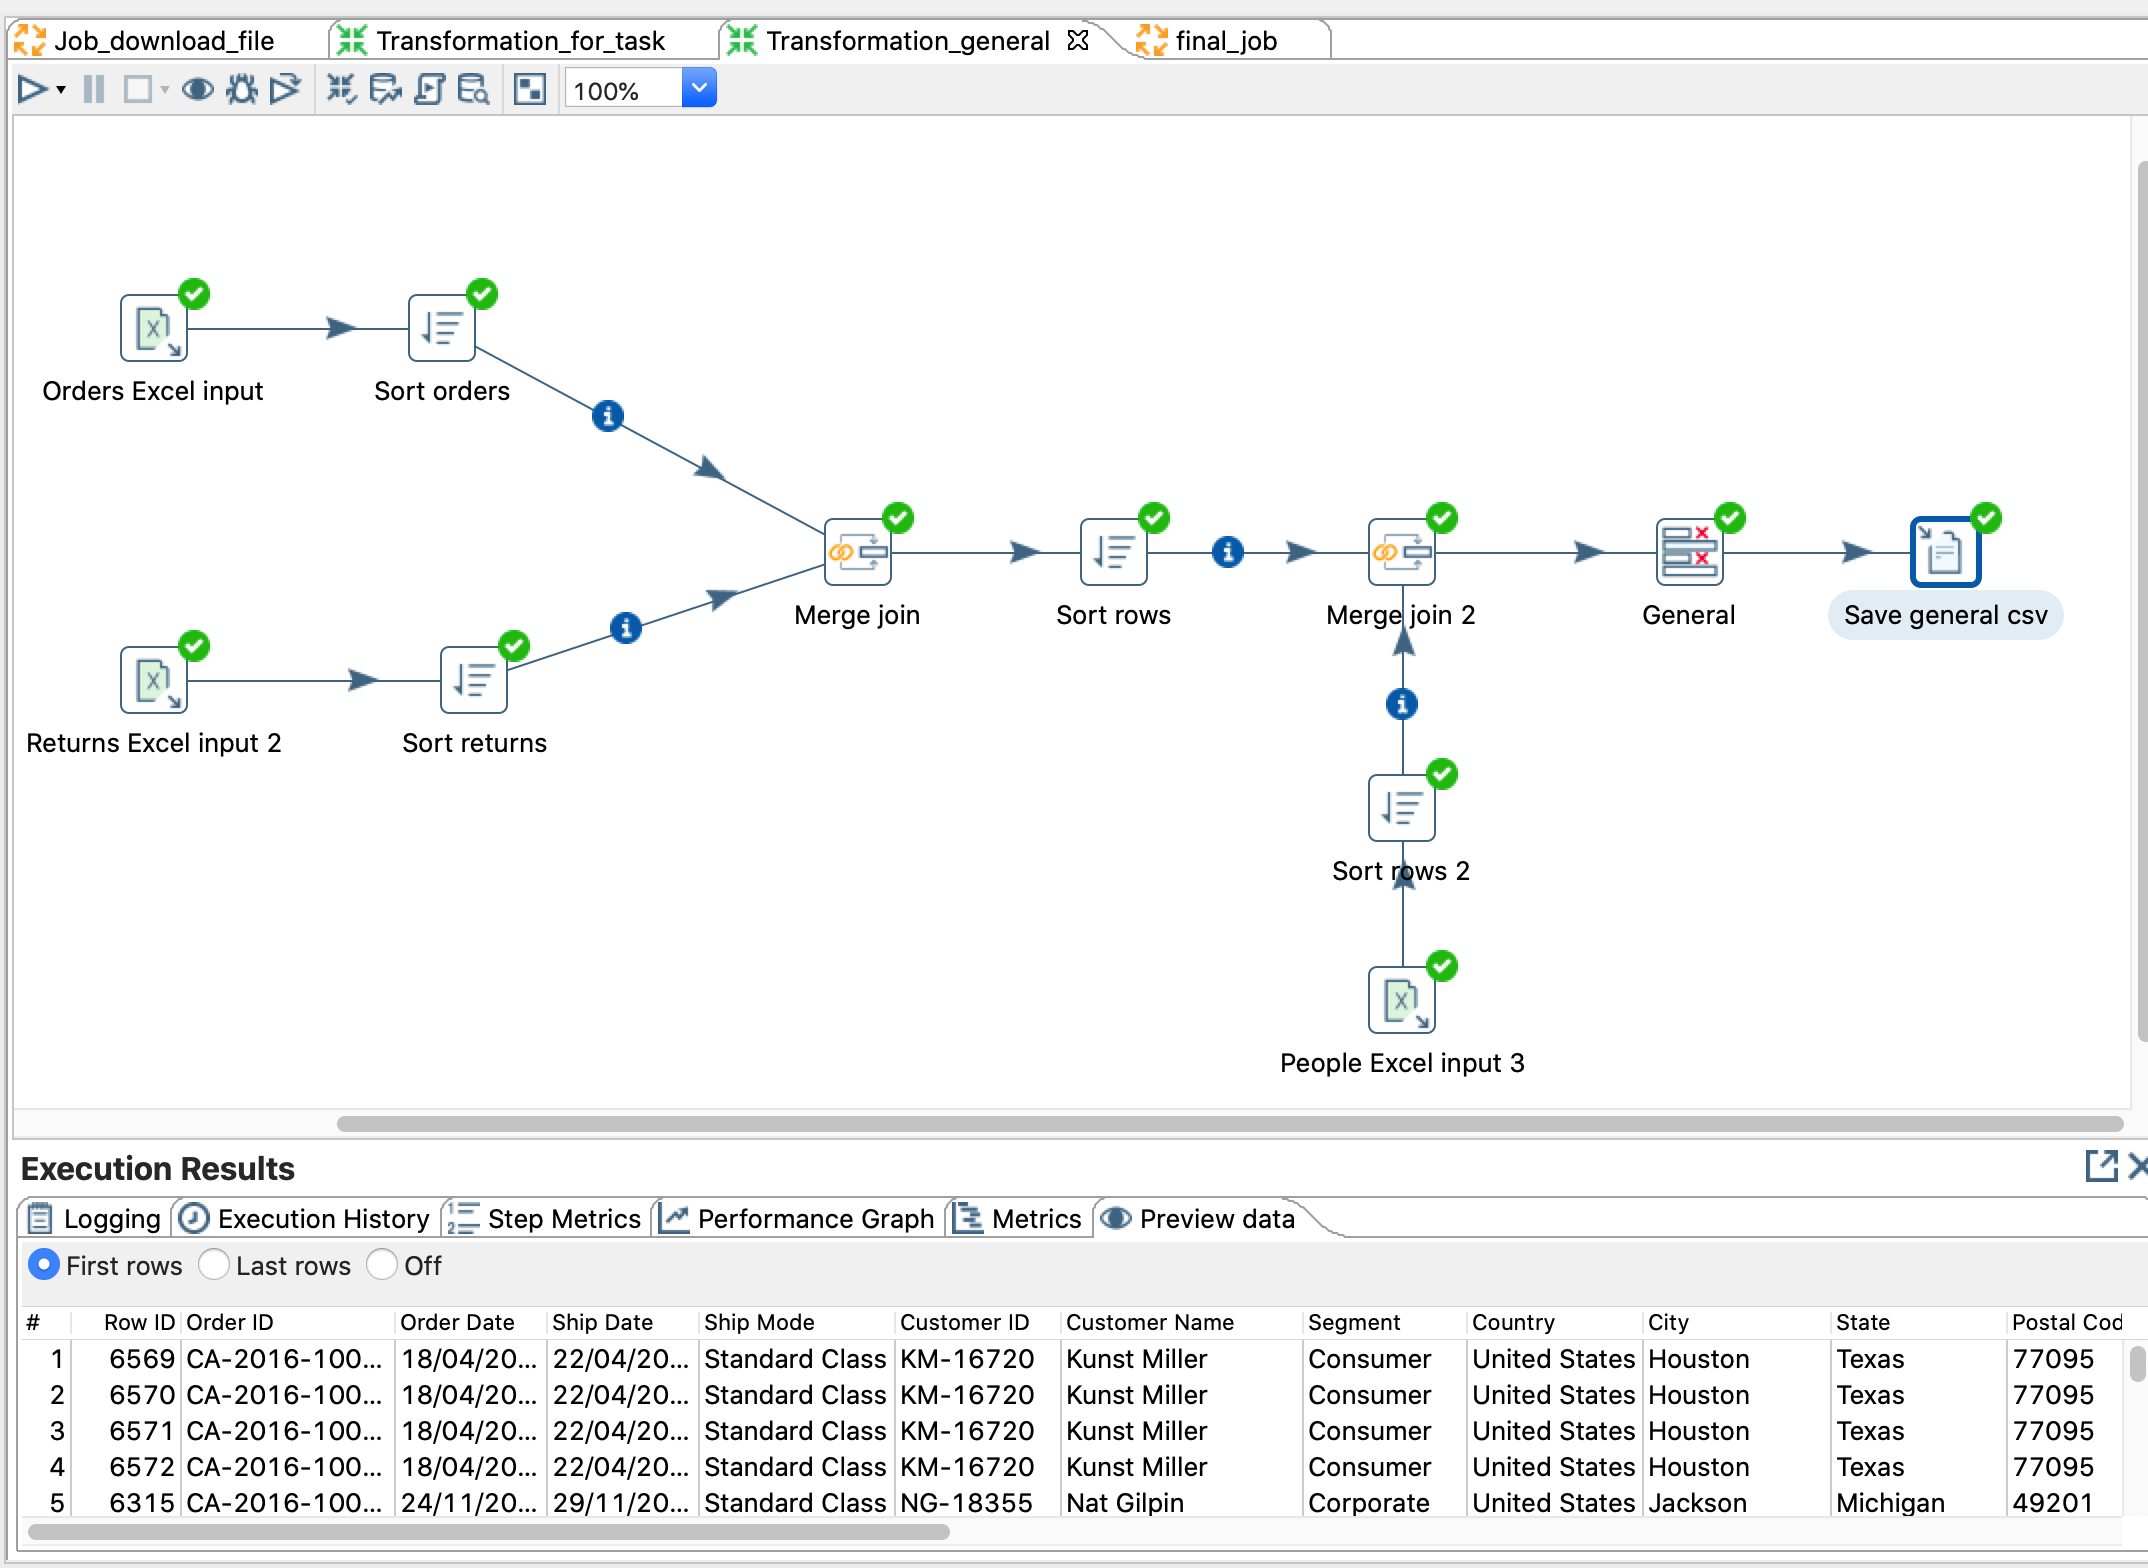 Job_download_file Transformation_for_task Transformation_general final_job
100%
Orders Excel input
Sort orders
Merge join
Sort rows
Merge join 2
General
Save general csv
Returns Excel input 2
Sort returns
Sort rows 2
People Excel input 3
Execution Results
Logging Execution History Step Metrics Performance Graph Metrics Preview data
First rows Last rows Off
# Row ID Order ID Order Date Ship Date Ship Mode Customer ID Customer Name Segment Country City State Postal Cod
1 6569 CA-2016-100... 18/04/20... 22/04/20... Standard Class KM-16720 Kunst Miller Consumer United States Houston Texas 77095
2 6570 CA-2016-100... 18/04/20... 22/04/20... Standard Class KM-16720 Kunst Miller Consumer United States Houston Texas 77095
3 6571 CA-2016-100... 18/04/20... 22/04/20... Standard Class KM-16720 Kunst Miller Consumer United States Houston Texas 77095
4 6572 CA-2016-100... 18/04/20... 22/04/20... Standard Class KM-16720 Kunst Miller Consumer United States Houston Texas 77095
5 6315 CA-2016-100... 24/11/20... 29/11/20... Standard Class NG-18355 Nat Gilpin Corporate United States Jackson Michigan 49201